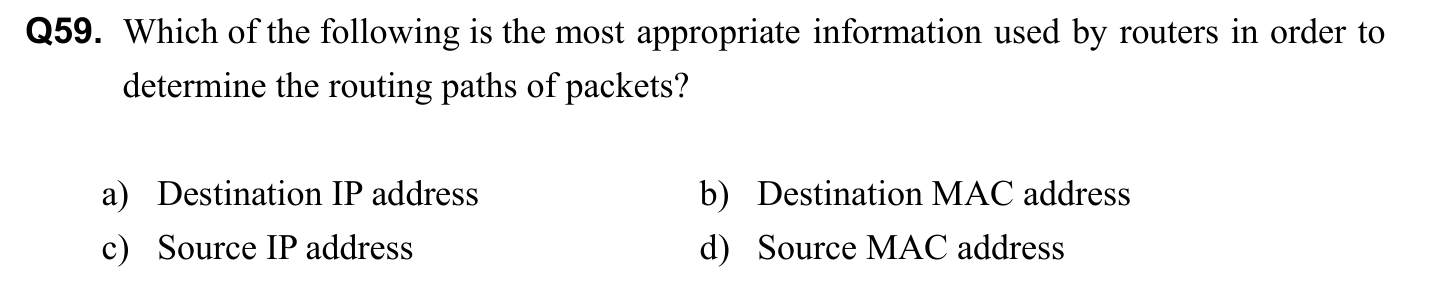 Q59. Which of the following is the most appropriate information used by routers in order to
determine the routing paths of packets?
a) Destination IP address b) Destination MAC address
c) Source IP address d) Source MAC address